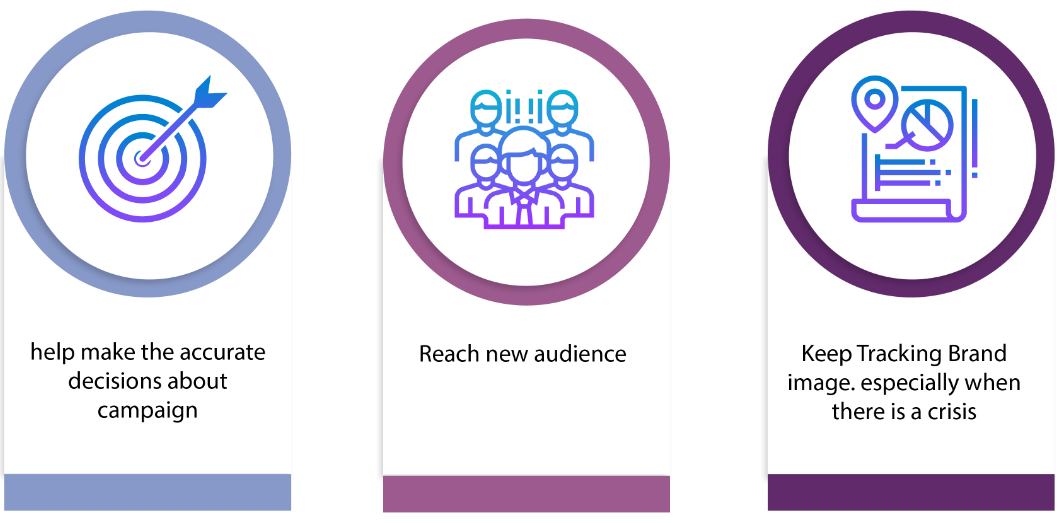 help make the accurate
decisions about
campaign
Reach new audience
Keep Tracking Brand
image. especially when
there is a crisis